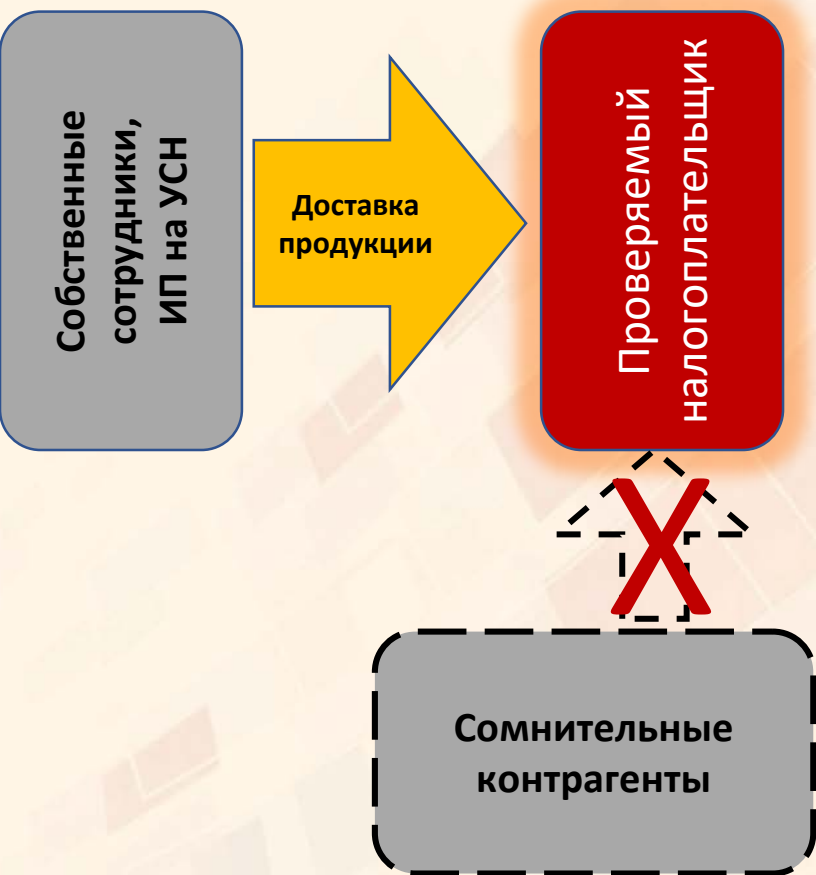 Собственные
сотрудники,
ИП на УСН
Доставка
продукции
Проверяемый
налогоплательщик
Сомнительные
контрагенты